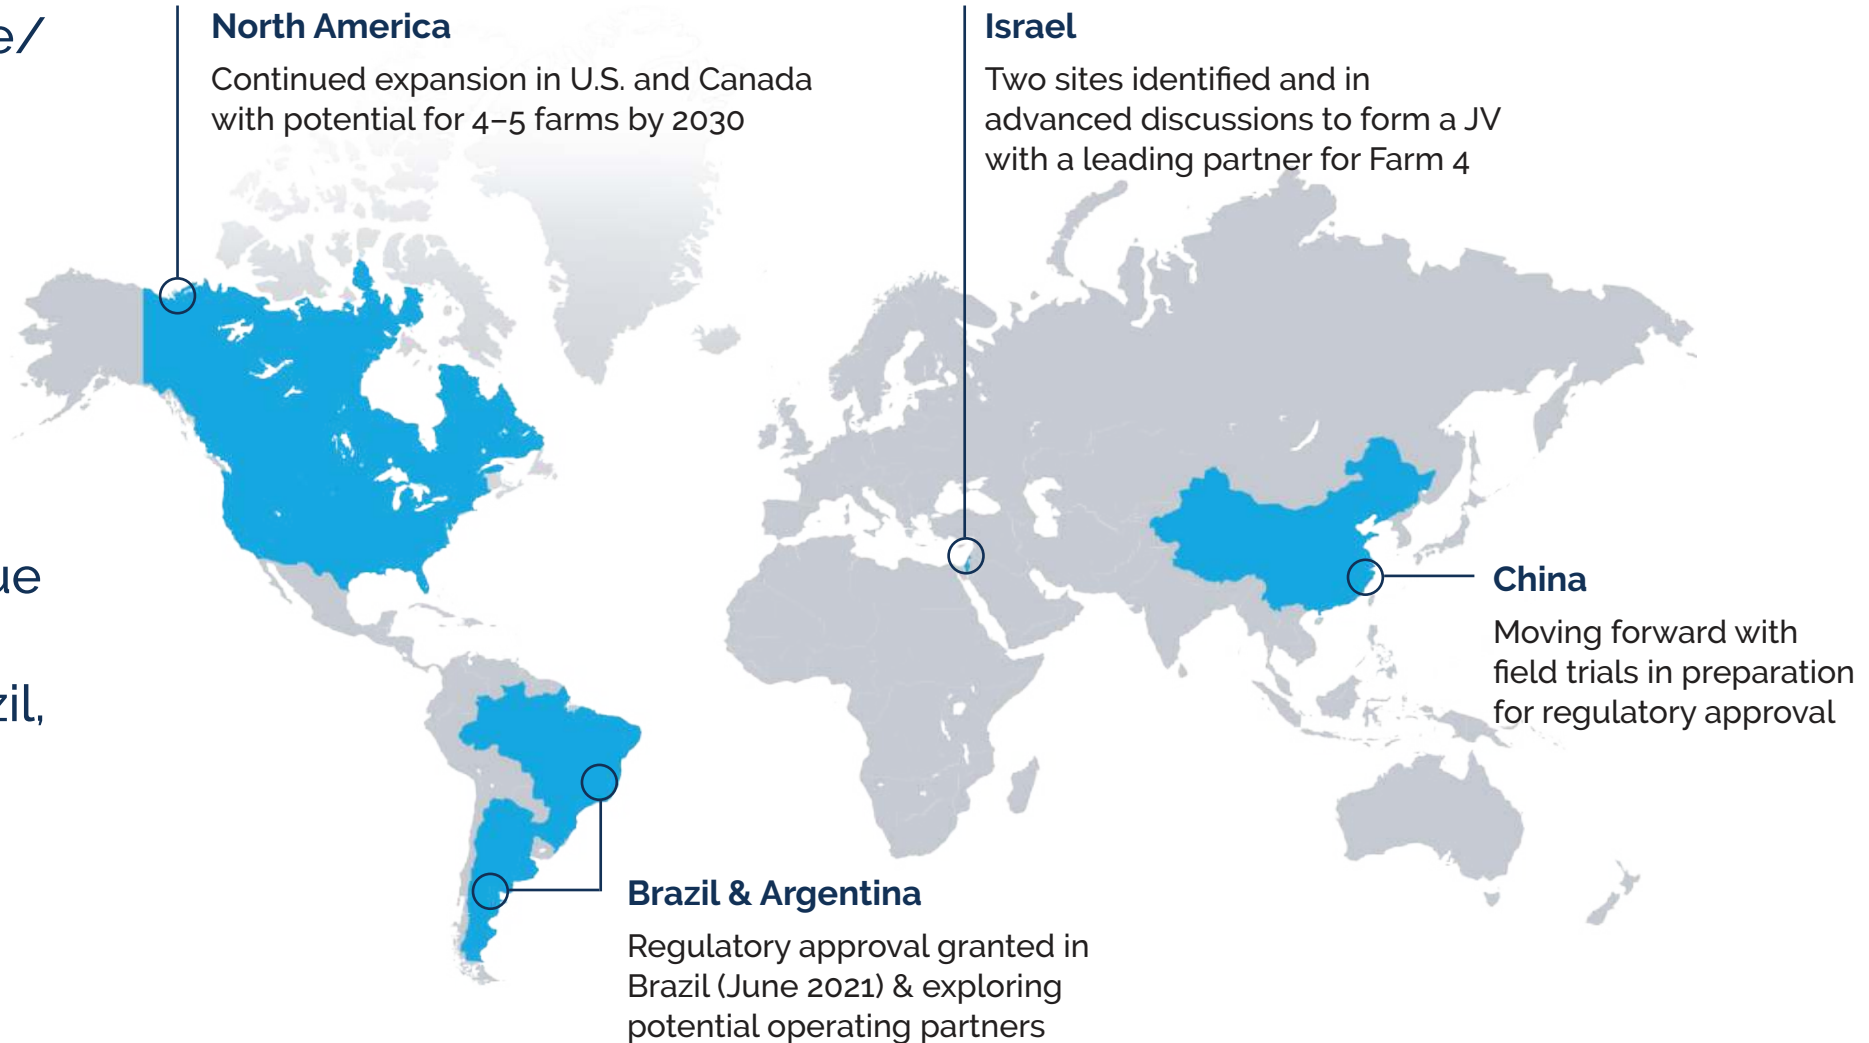 North America
Continued expansion in U.S. and Canada
with potential for 4–5 farms by 2030
Israel
Two sites identified and in
advanced discussions to form a JV
with a leading partner for Farm 4
China
Moving forward with
field trials in preparation
for regulatory approval
Brazil & Argentina
Regulatory approval granted in
Brazil (June 2021) & exploring
potential operating partners